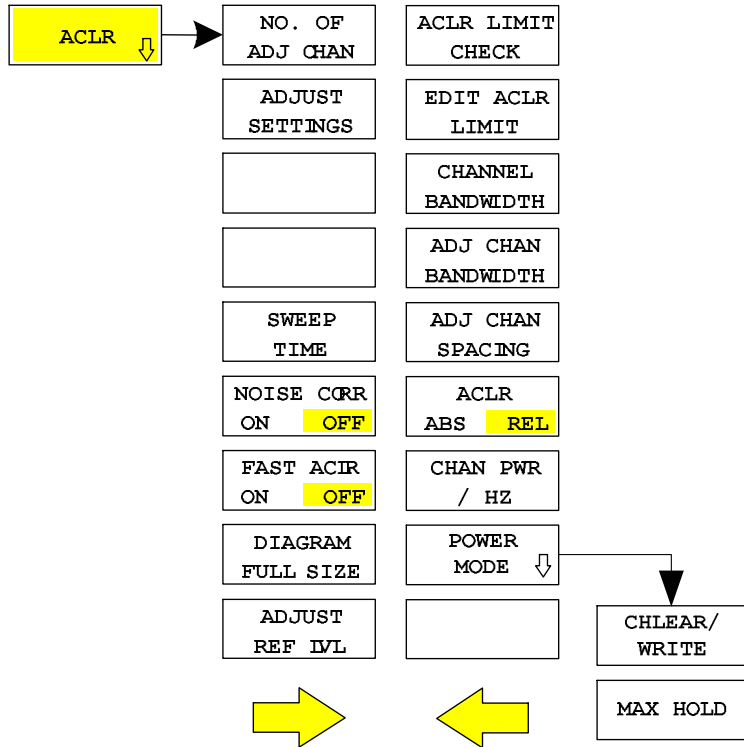 ACLR
NO. OF
ADJ CHAN
ADJUST
SETTINGS
SWEEP
TIME
NOISE CORR
ON OFF
FAST ACIR
ON OFF
DIAGRAM
FULL SIZE
ADJUST
REF LVL
ACLR LIMIT
CHECK
EDIT ACLR
LIMIT
CHANNEL
BANDWIDTH
ADJ CHAN
BANDWIDTH
ADJ CHAN
SPACING
ACLR
ABS REL
CHAN PWR
/ HZ
POWER
MODE
CHLEAR/
WRITE
MAX HOLD